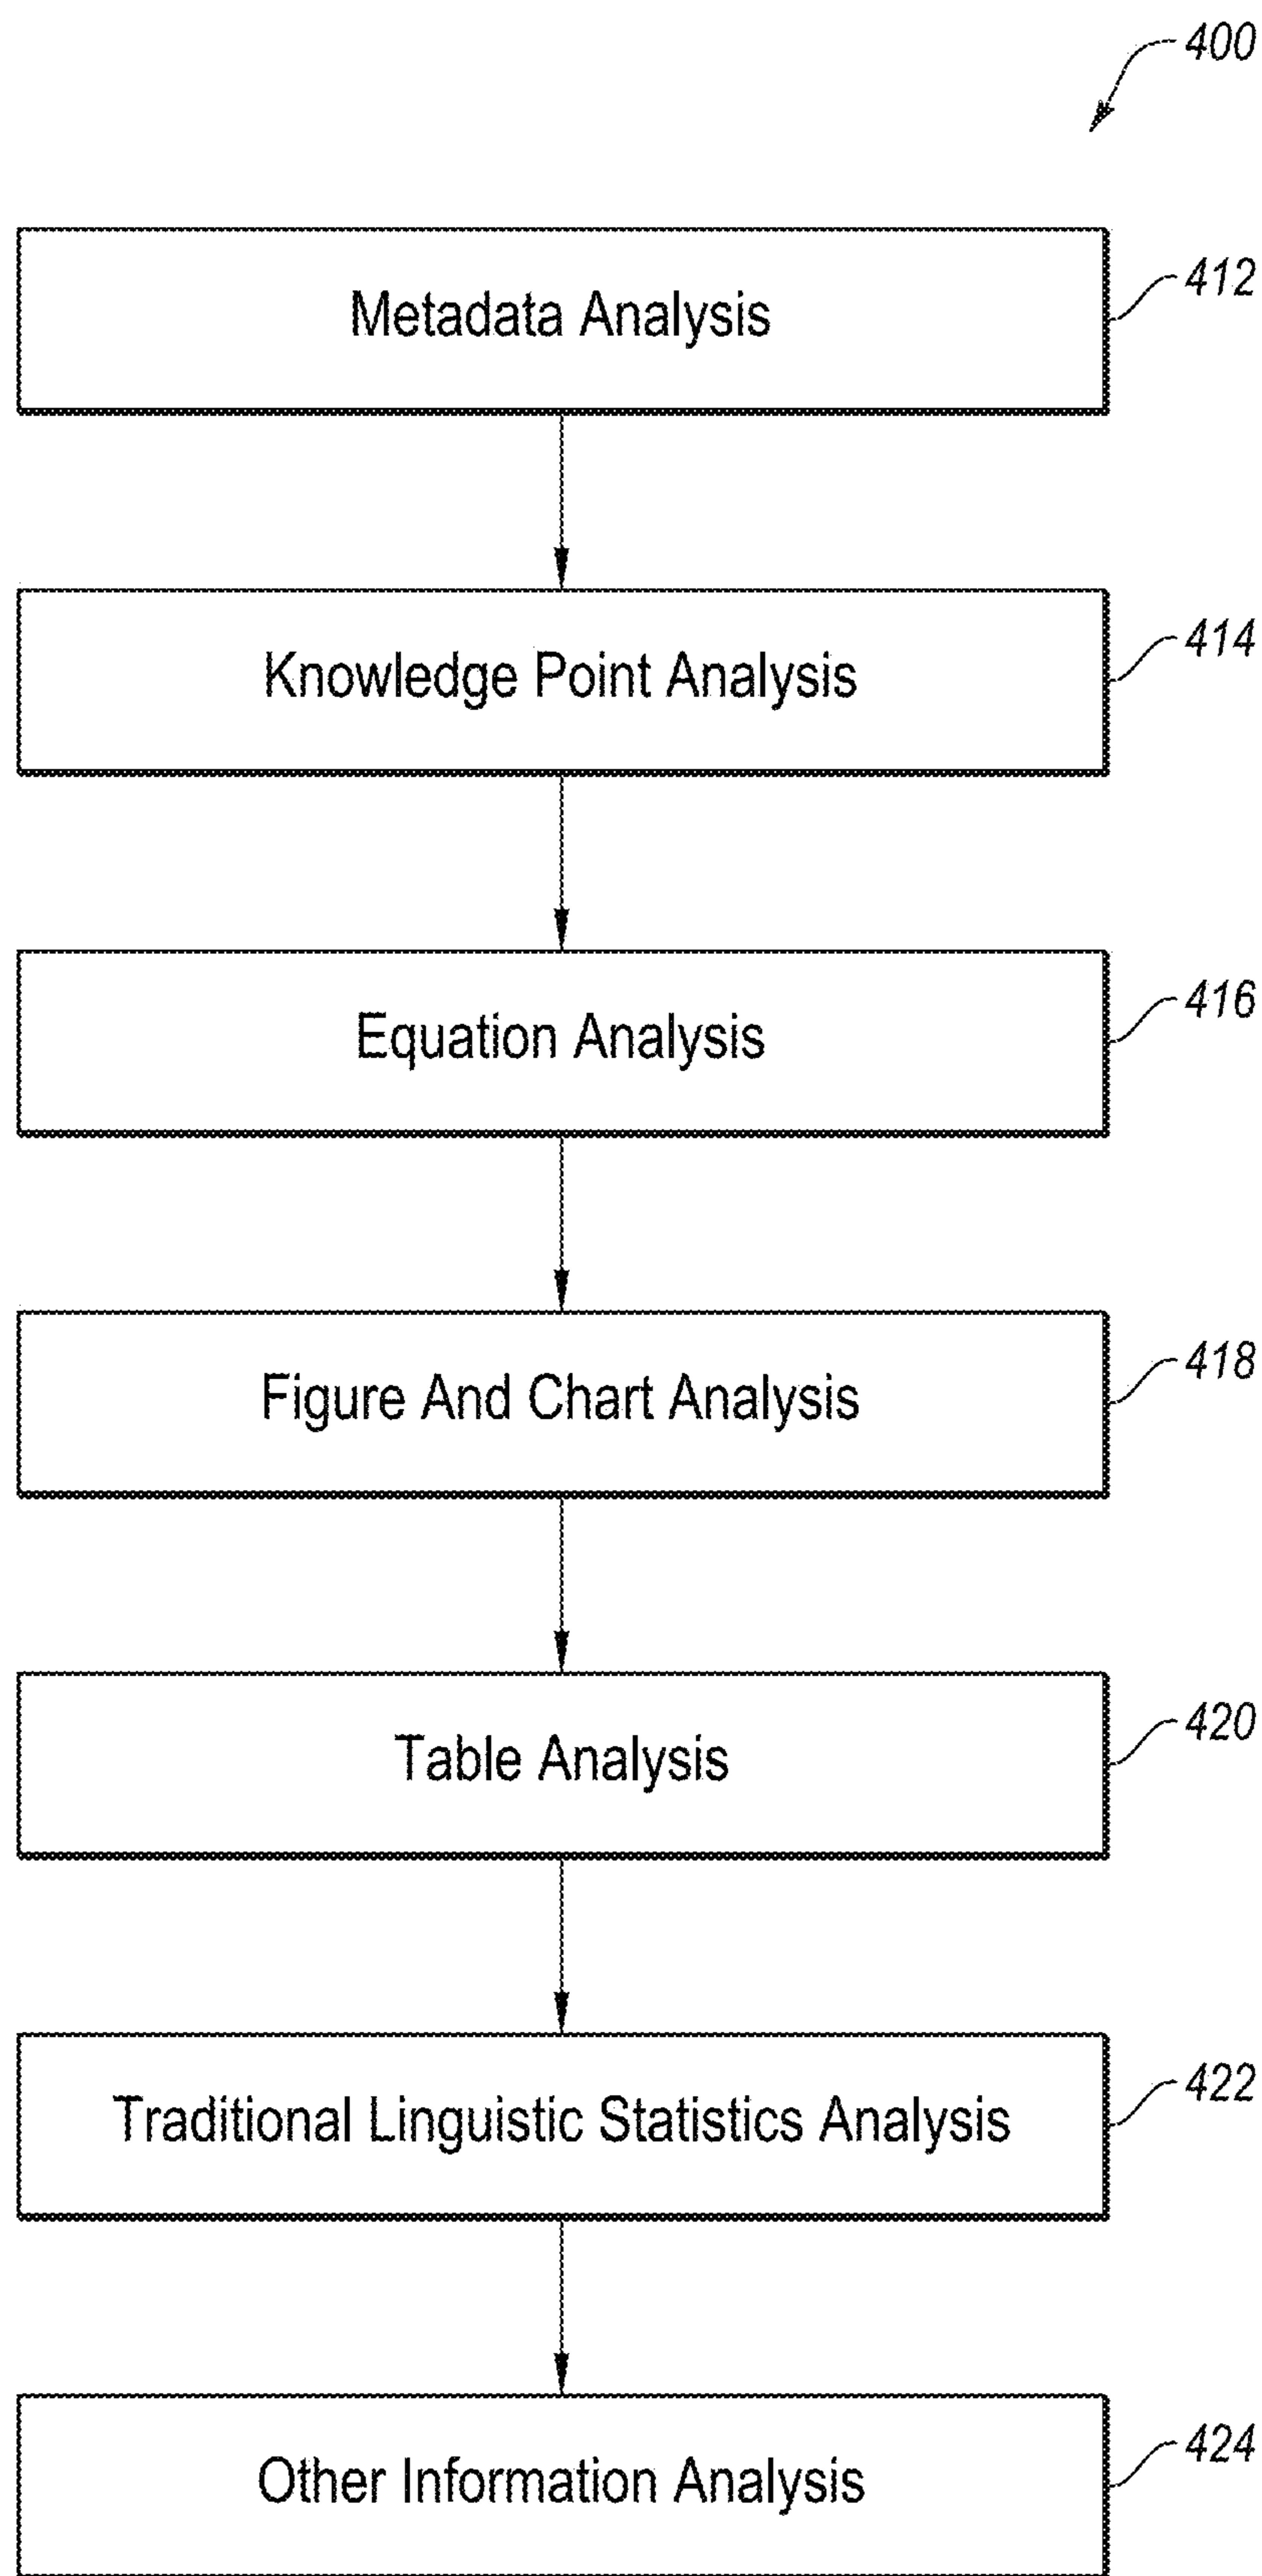 400
Metadata Analysis
412
Knowledge Point Analysis
414
Equation Analysis
416
Figure And Chart Analysis
418
Table Analysis
420
Traditional Linguistic Statistics Analysis
422
Other Information Analysis
424